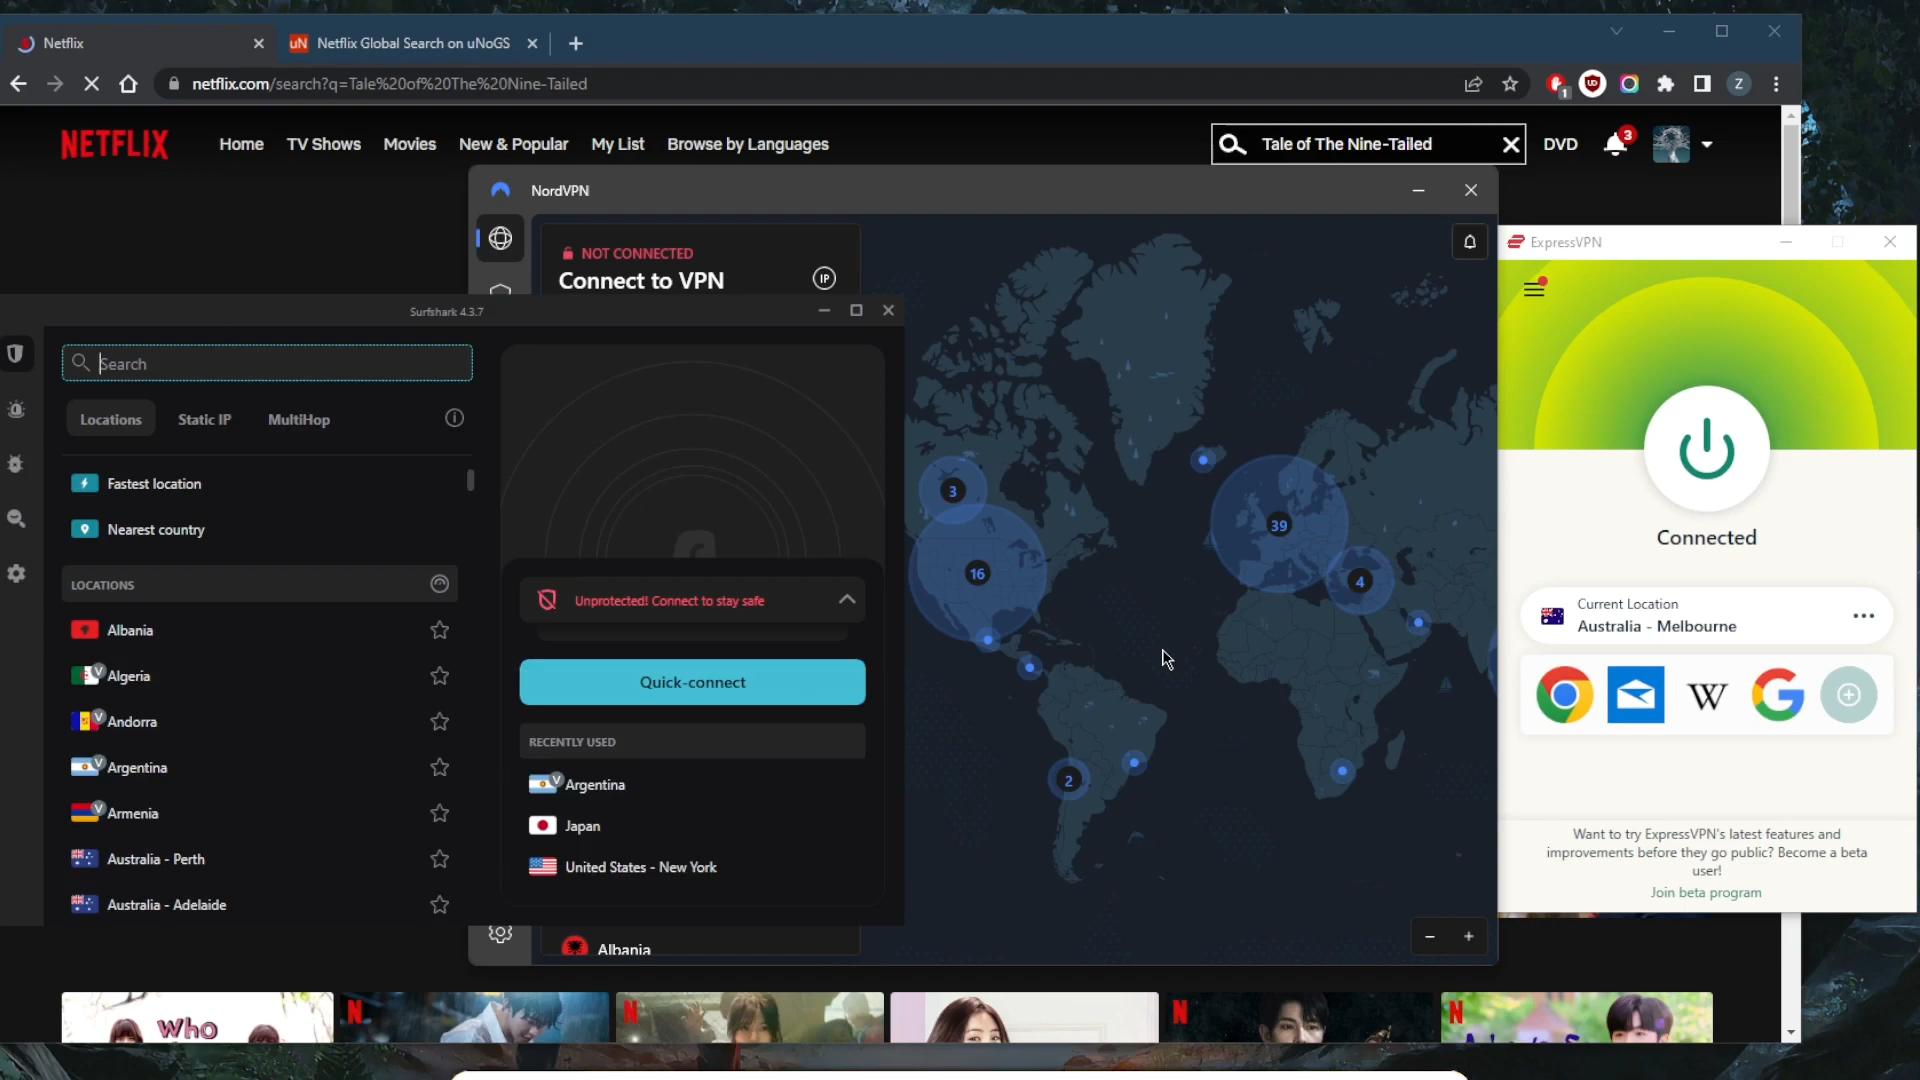 Netflix
uN Netflix Global Search on uNoGS
netflix.com/search?q=Tale%20of%20The%20Nine-Tailed
1
Z
NETFLIX
Home TV Shows Movies New & Popular My List Browse by Languages
Tale of The Nine-Tailed
DVD
3
NordVPN
NOT CONNECTED
Connect to VPN
IP
3
16
39
4
2
Albania
Surfshark 4.3.7
Search
Locations Static IP MultiHop
Fastest location
Nearest country
LOCATIONS
Albania
V Algeria
V Andorra
V Argentina
V Armenia
Australia - Perth
Australia - Adelaide
Unprotected! Connect to stay safe
Quick-connect
RECENTLY USED
V Argentina
Japan
United States - New York
ExpressVPN
Connected
Current Location
Australia - Melbourne
W
G
Want to try ExpressVPN's latest features and
improvements before they go public? Become a beta
user!
Join beta program
who
N
N
N
N